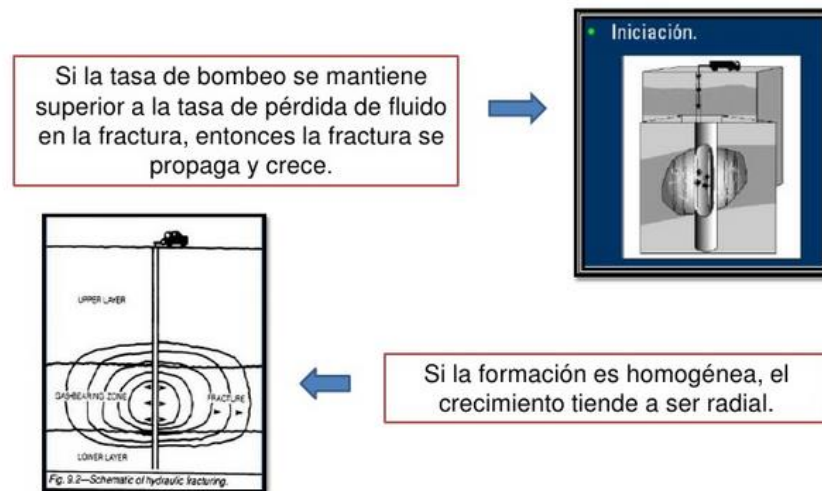 Si la tasa de bombeo se mantiene
superior a la tasa de pérdida de fluido
en la fractura, entonces la fractura se
propaga y crece.
• Iniciación.
UPPER LAYER
GAS-BEARING ZONE
FRACTURE
LOWER LAYER
Fig. 9.2—Schematic of hydraulic fracturing.
Si la formación es homogénea, el
crecimiento tiende a ser radial.